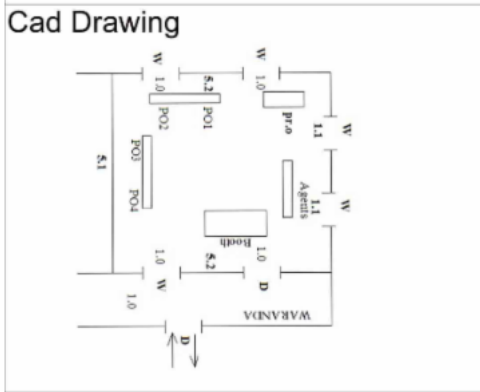 Cad Drawing
W
W
1.0
5.2
1.0
PO2
PO1
pr.o
1.1
W
5.1
PO3
PO4
Agents
1.1
W
Booth
1.0
5.2
1.0
W
D
1.0
WARANDA
D